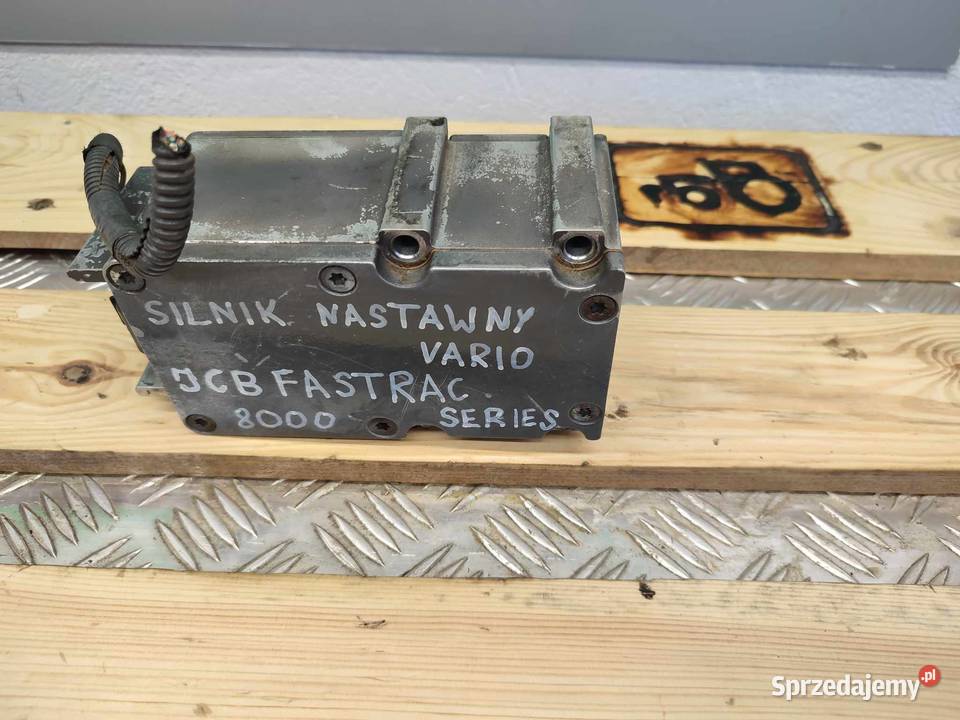 SILNIK NASTAWNY
VARIO
JCB FASTRAC
8000 SERIES
Sprzedajemy.pl